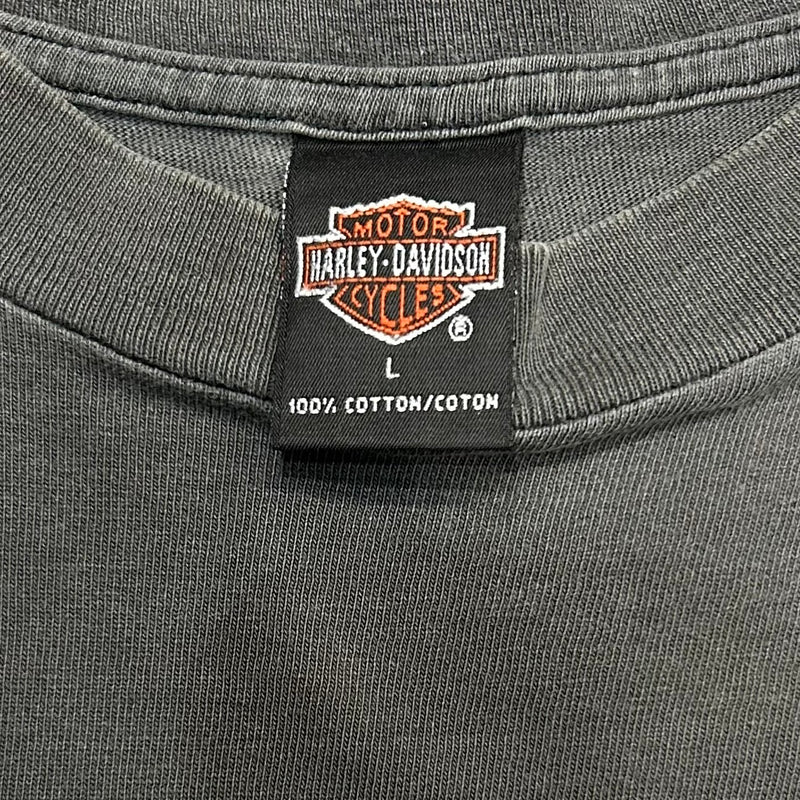 MOTOR
HARLEY-DAVIDSON
CYCLES
®
L
100% COTTON/COTON